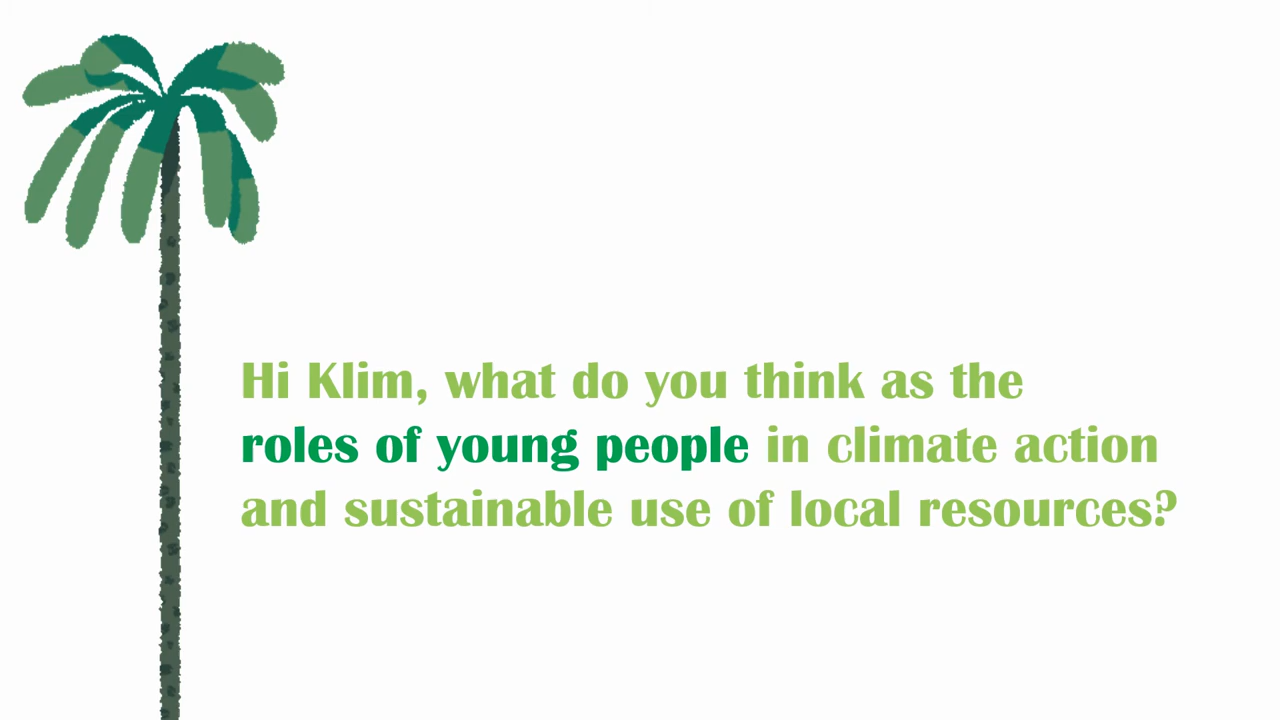 Hi Klim, what do you think as the
roles of young people in climate action
and sustainable use of local resources?